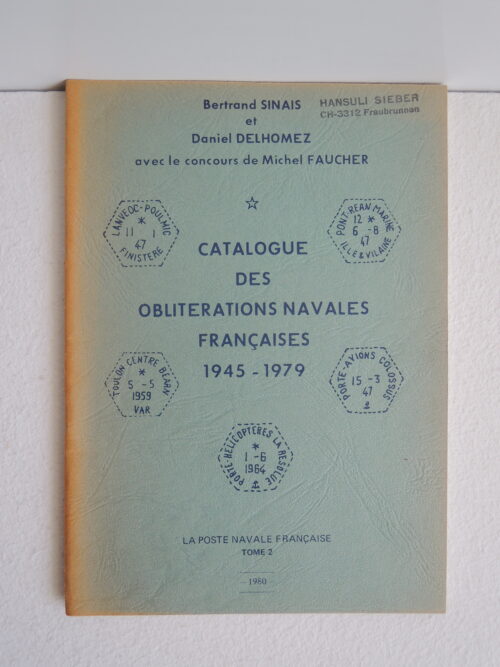 Bertrand SINAIS
HANSULI SIEBER
CH-3312 Fraubrunnen
et
Daniel DELHOMEZ
avec le concours de Michel FAUCHER
LANVEOC-POULMIC
11 1
47
FINISTERE
PONT-REAN MARINE
12
6 -8
47
ILLE & VILAINE
CATALOGUE
DES
OBLITERATIONS NAVALES
FRANÇAISES
1945 - 1979
TOULON CENTRE BEARN
5 -5
1959
VAR
PORTE-AVIONS COLOSSUS
15 -3
47
PORTE-HELICOPTERES LA RESOLUE
1 -6
1964
LA POSTE NAVALE FRANÇAISE
TOME 2
1980